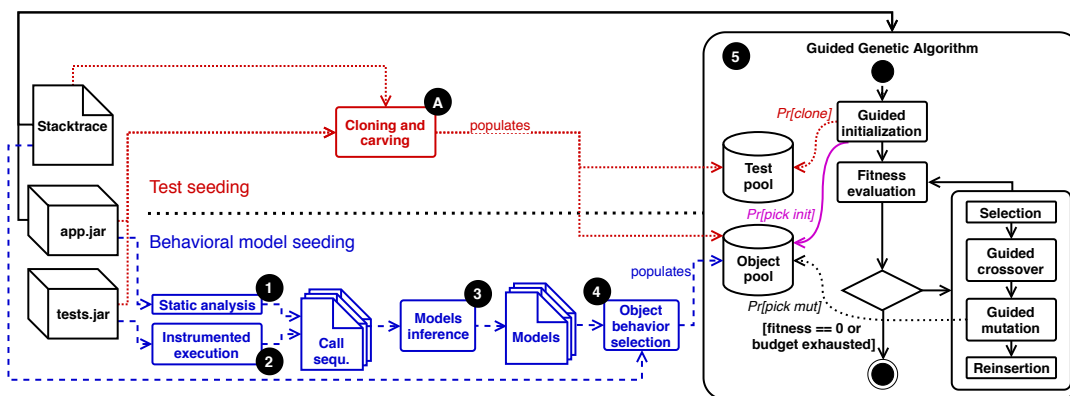 5
Guided Genetic Algorithm
Stacktrace
A
Cloning and
carving
populates
Pr[clone]
Guided
initialization
Test
pool
Fitness
evaluation
Test seeding
app.jar
Behavioral model seeding
Pr[pick init]
Selection
Object
pool
Guided
crossover
populates
tests.jar
1
Static analysis
Instrumented
execution
2
Call
sequ.
3
Models
inference
Models
4
Object
behavior
selection
Pr[pick mut]
Guided
mutation
[fitness == 0 or
budget exhausted]
Reinsertion